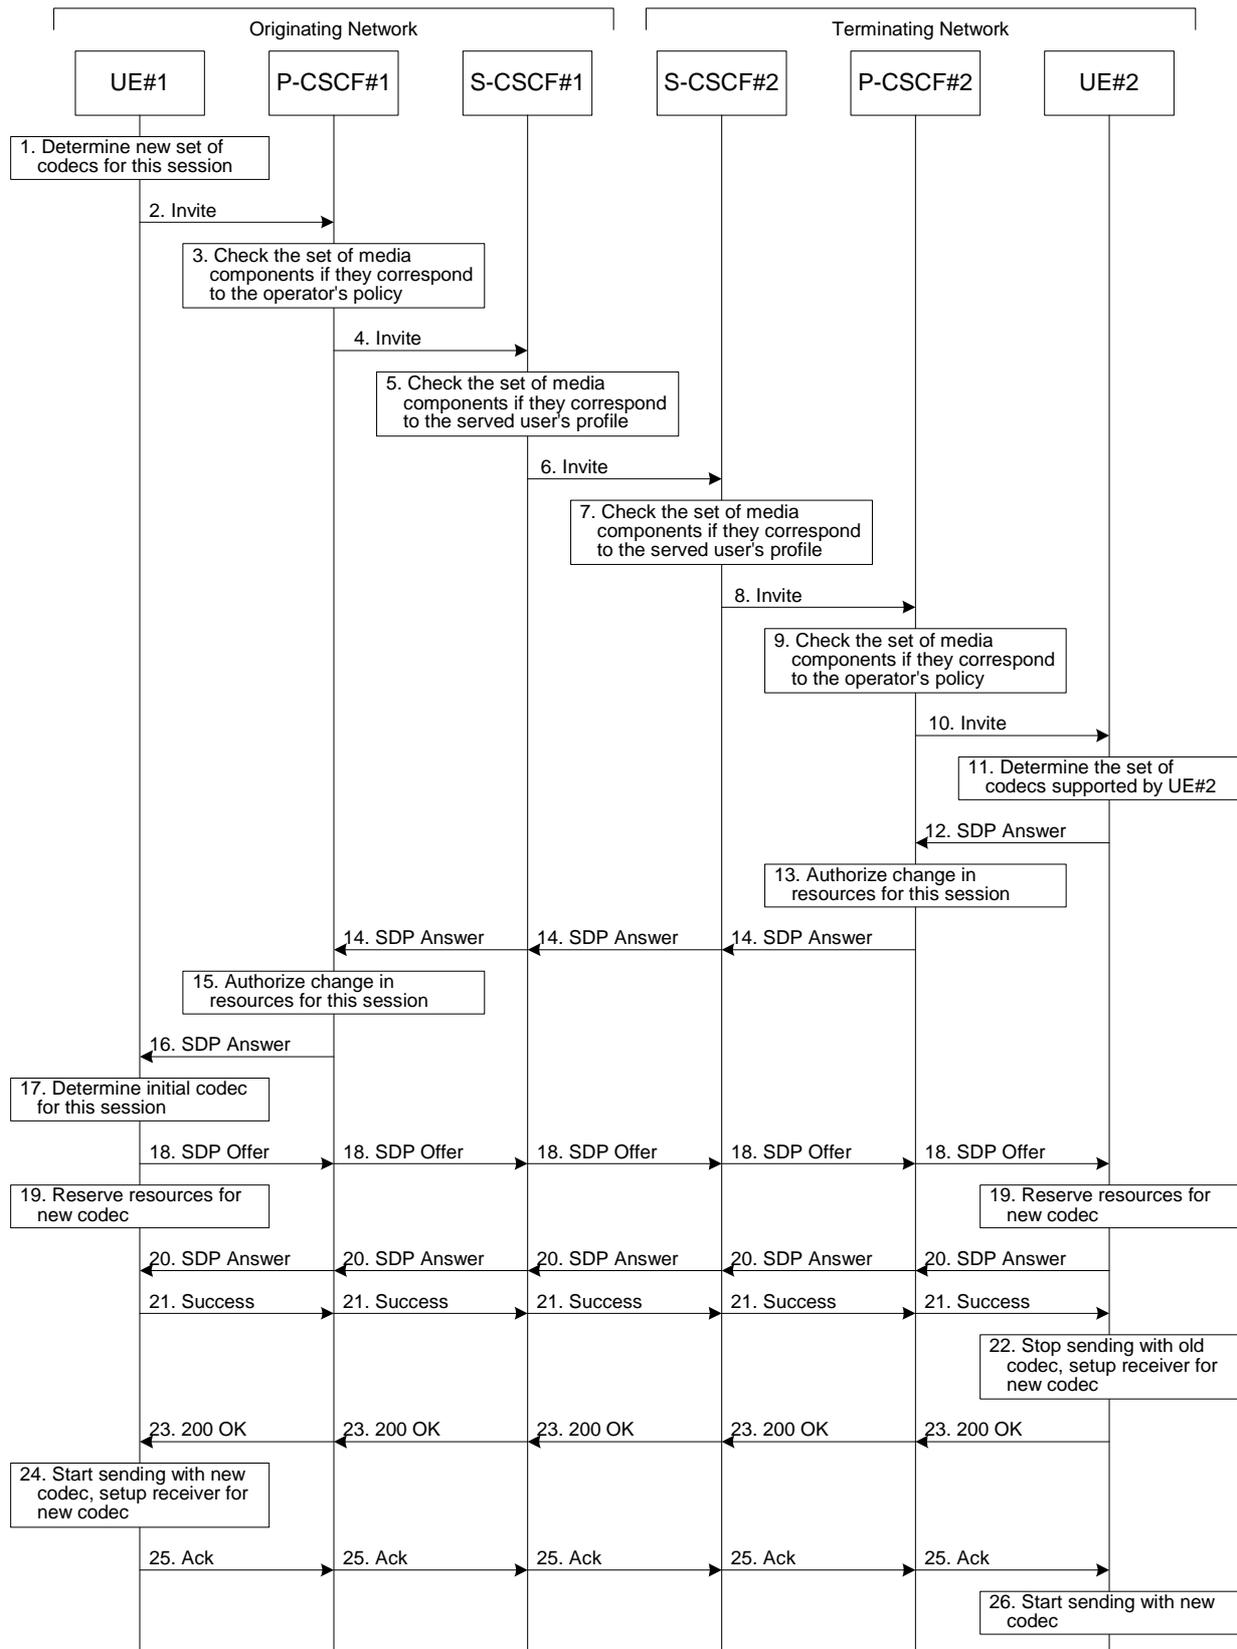 Originating Network
Terminating Network
UE#1
P-CSCF#1
S-CSCF#1
S-CSCF#2
P-CSCF#2
UE#2
1. Determine new set of
codecs for this session
2. Invite
3. Check the set of media
components if they correspond
to the operator's policy
4. Invite
5. Check the set of media
components if they correspond
to the served user's profile
6. Invite
7. Check the set of media
components if they correspond
to the served user's profile
8. Invite
9. Check the set of media
components if they correspond
to the operator's policy
10. Invite
11. Determine the set of
codecs supported by UE#2
12. SDP Answer
13. Authorize change in
resources for this session
14. SDP Answer
14. SDP Answer
14. SDP Answer
15. Authorize change in
resources for this session
16. SDP Answer
17. Determine initial codec
for this session
18. SDP Offer
18. SDP Offer
18. SDP Offer
18. SDP Offer
18. SDP Offer
19. Reserve resources for
new codec
19. Reserve resources for
new codec
20. SDP Answer
20. SDP Answer
20. SDP Answer
20. SDP Answer
20. SDP Answer
21. Success
21. Success
21. Success
21. Success
21. Success
22. Stop sending with old
codec, setup receiver for
new codec
23. 200 OK
23. 200 OK
23. 200 OK
23. 200 OK
23. 200 OK
24. Start sending with new
codec, setup receiver for
new codec
25. Ack
25. Ack
25. Ack
25. Ack
25. Ack
26. Start sending with new
codec